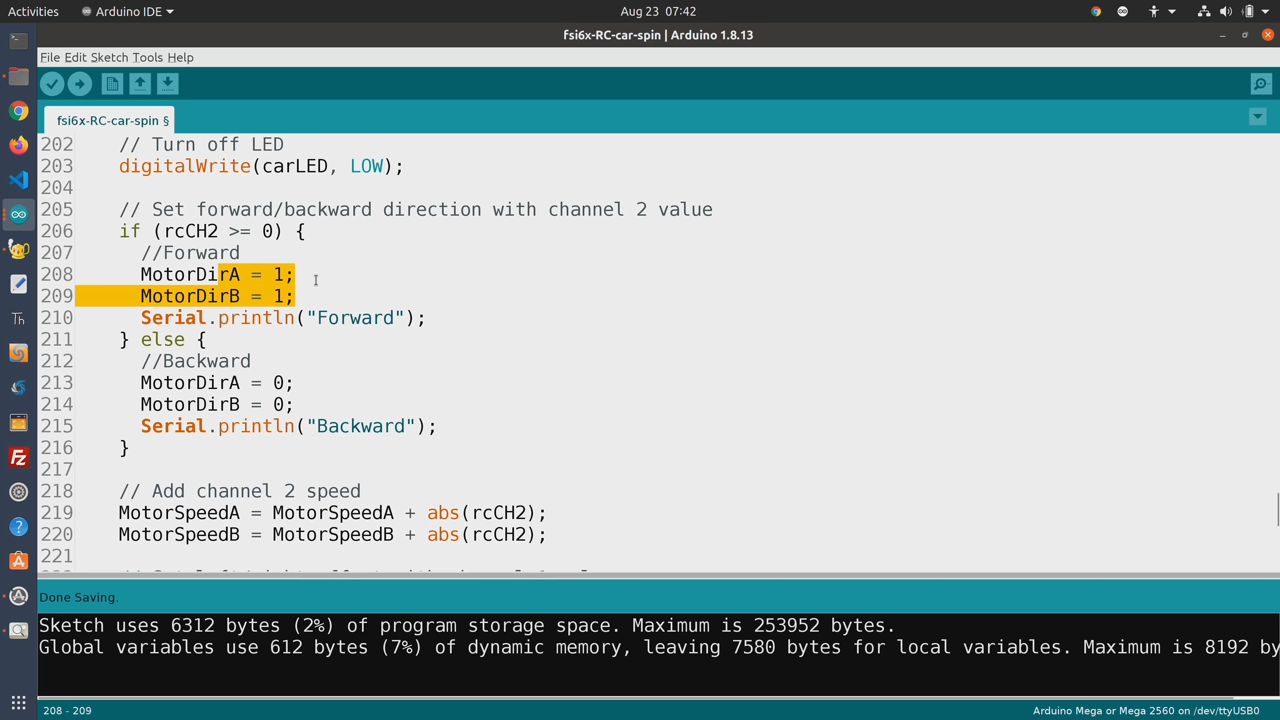 Activities Arduino IDE Aug 23 07:42
fsi6x-RC-car-spin | Arduino 1.8.13
File Edit Sketch Tools Help
fsi6x-RC-car-spin §
202 // Turn off LED
203 digitalWrite(carLED, LOW);
204
205 // Set forward/backward direction with channel 2 value
206 if (rcCH2 >= 0) {
207 //Forward
208 MotorDirA = 1;
209 MotorDirB = 1;
210 Serial.println("Forward");
211 } else {
212 //Backward
213 MotorDirA = 0;
214 MotorDirB = 0;
215 Serial.println("Backward");
216 }
217
218 // Add channel 2 speed
219 MotorSpeedA = MotorSpeedA + abs(rcCH2);
220 MotorSpeedB = MotorSpeedB + abs(rcCH2);
221
Th
Fz
Done Saving.
Sketch uses 6312 bytes (2%) of program storage space. Maximum is 253952 bytes.
Global variables use 612 bytes (7%) of dynamic memory, leaving 7580 bytes for local variables. Maximum is 8192 by
208 - 209 Arduino Mega or Mega 2560 on /dev/ttyUSB0